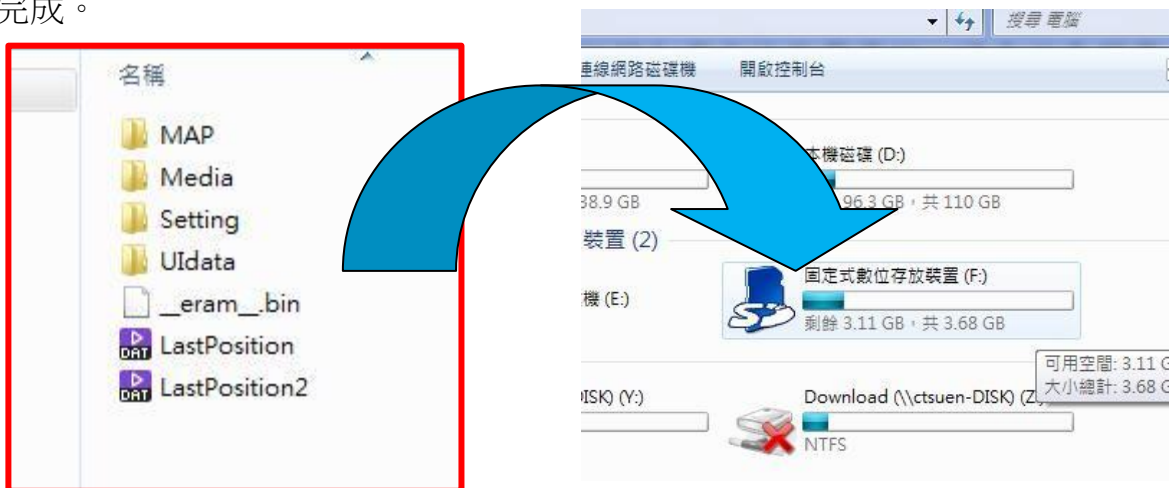 完成。
名稱
MAP
Media
Setting
UIdata
__eram__.bin
LastPosition
LastPosition2
搜尋 電腦
連線網路磁碟機 開啟控制台
本機磁碟 (D:)
38.9 GB
96.3 GB,共 110 GB
裝置 (2)
機 (E:)
固定式數位存放裝置 (F:)
SD
剩餘 3.11 GB,共 3.68 GB
可用空間: 3.11 G
大小總計: 3.68 G
DISK) (Y:)
Download (\\ctsuen-DISK) (Z
NTFS
DAT
DAT